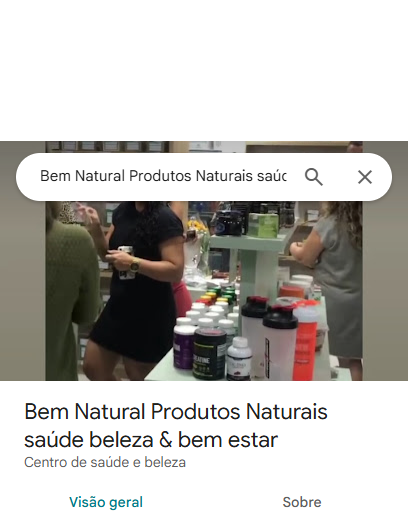 Bem Natural Produtos Naturais saúd
Bem Natural Produtos Naturais
saúde beleza & bem estar
Centro de saúde e beleza
Visão geral
Sobre